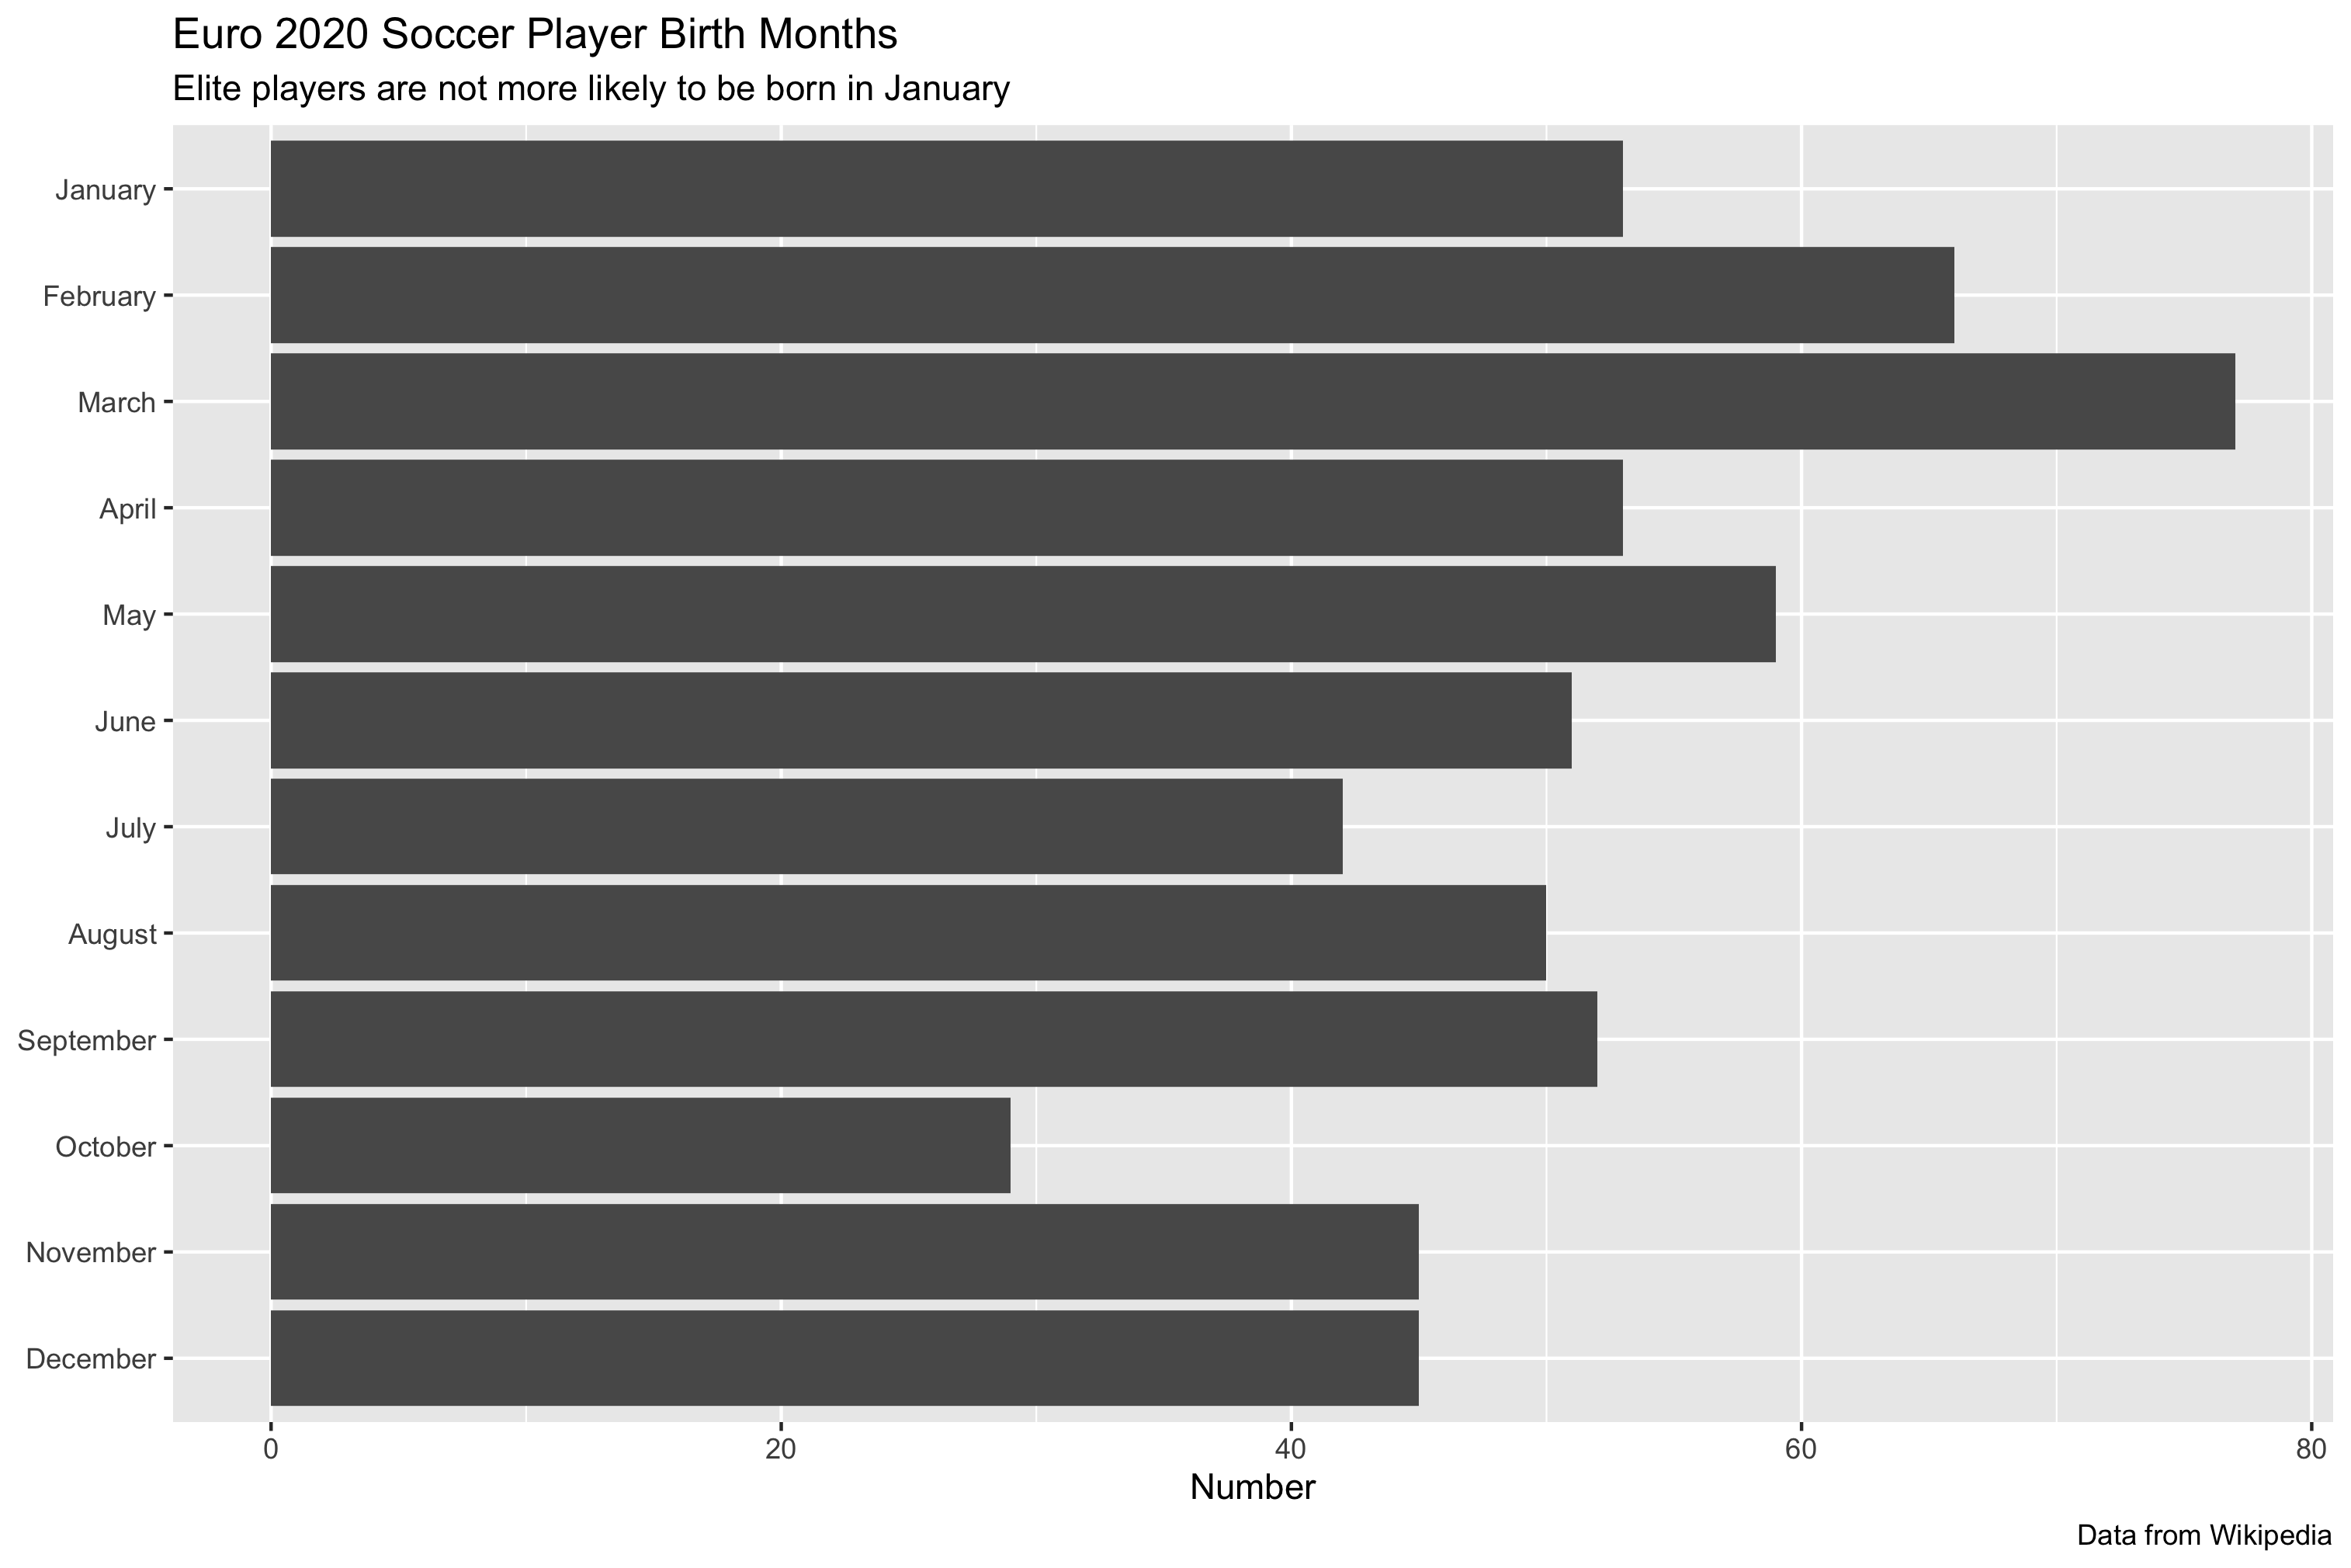 Euro 2020 Soccer Player Birth Months
Elite players are not more likely to be born in January
January
February
March
April
May
June
July
August
September
October
November
December
0 20 40 60 80
Number
Data from Wikipedia